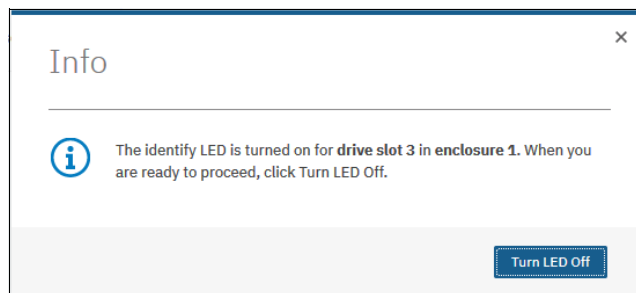 Info
The identify LED is turned on for drive slot 3 in enclosure 1. When you
are ready to proceed, click Turn LED Off.
Turn LED Off